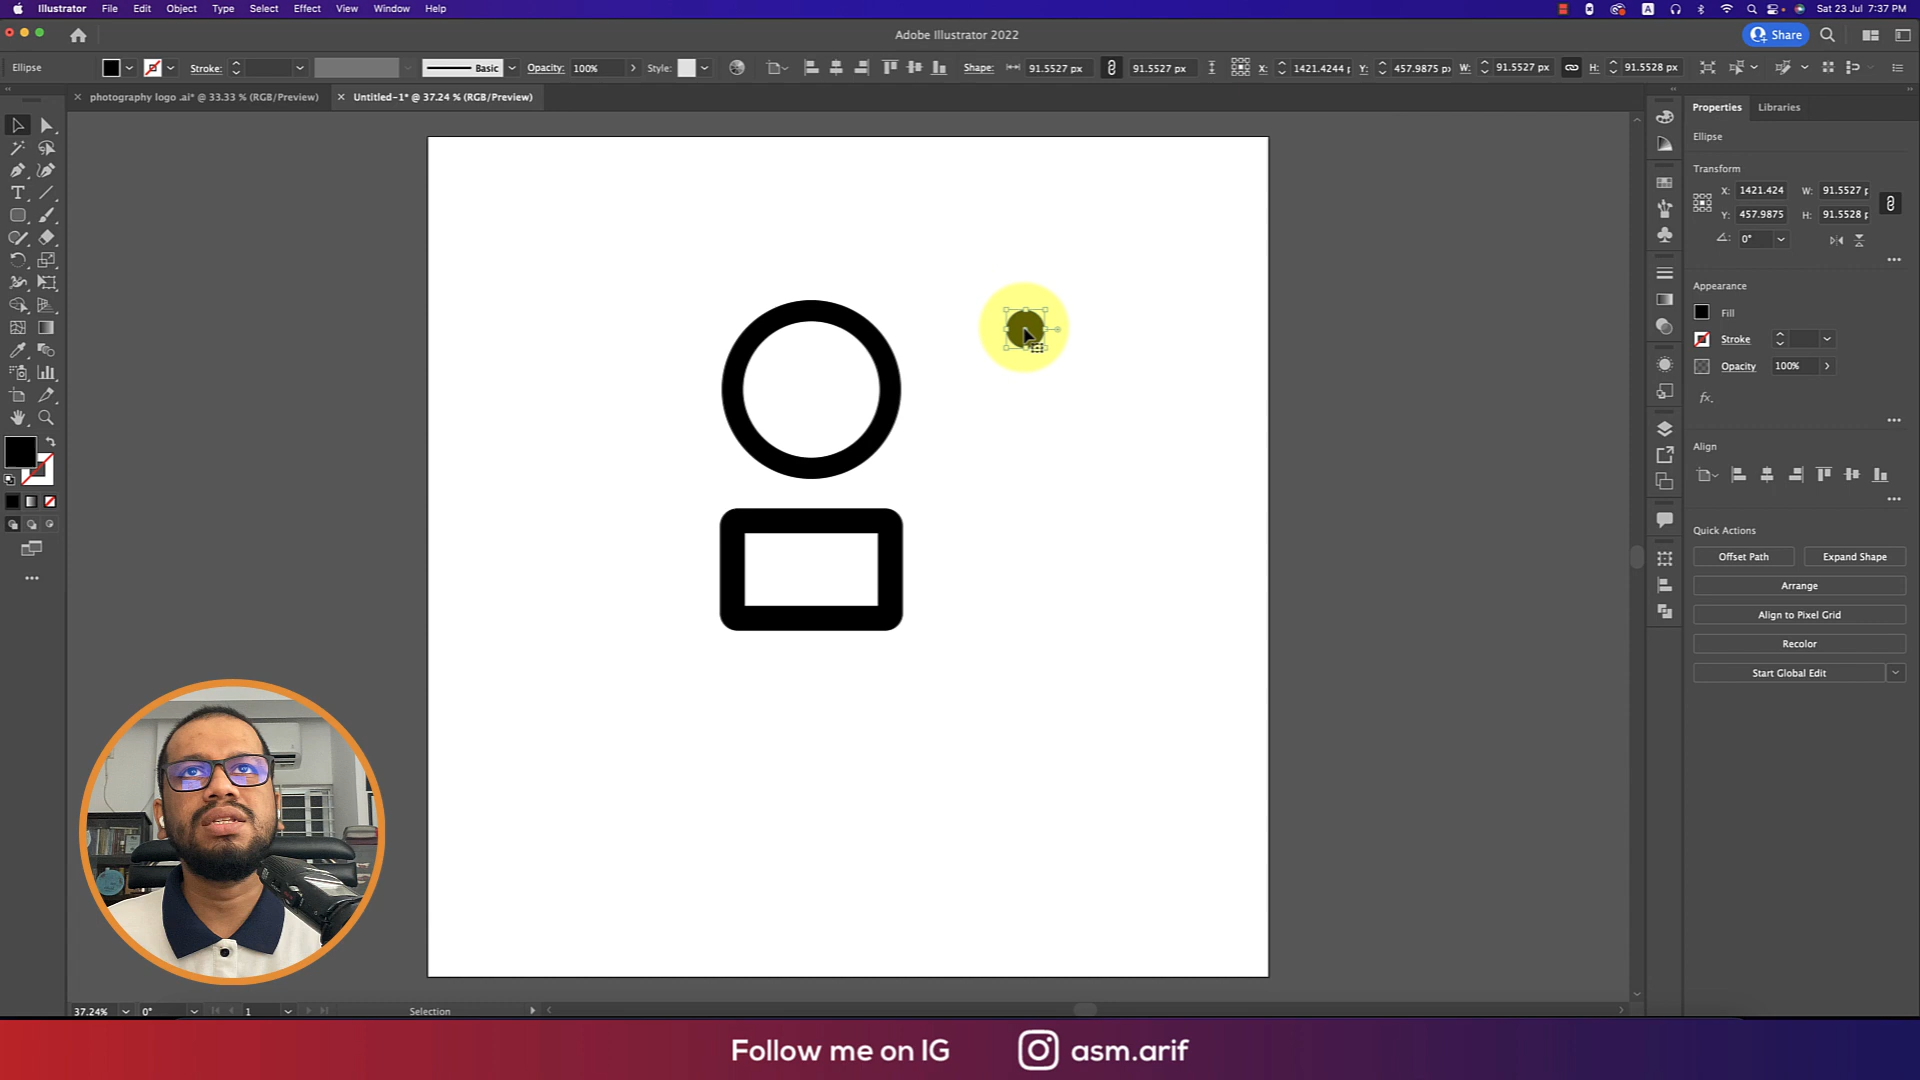 Illustrator File Edit Object Type Select Effect View Window Help
A
Sat 23 Jul 7:37 PM
Adobe Illustrator 2022
Share
Ellipse
Stroke:
Basic
Opacity: 100%
Style:
Shape: 91.5527 px 91.5527 px X: 1421.4244 Y: 457.9875 px W: 91.5527 px H: 91.5528 px
photography logo .ai* @ 33.33 % (RGB/Preview)
Untitled-1* @ 37.24 % (RGB/Preview)
Properties Libraries
Ellipse
Transform
X: 1421.424 W: 91.5527
Y: 457.9875 H: 91.5528
0°
Appearance
Fill
Stroke
Opacity 100%
fx.
Align
Quick Actions
Offset Path Expand Shape
Arrange
Align to Pixel Grid
Recolor
Start Global Edit
37.24% 0° 1 Selection
Follow me on IG asm.arif